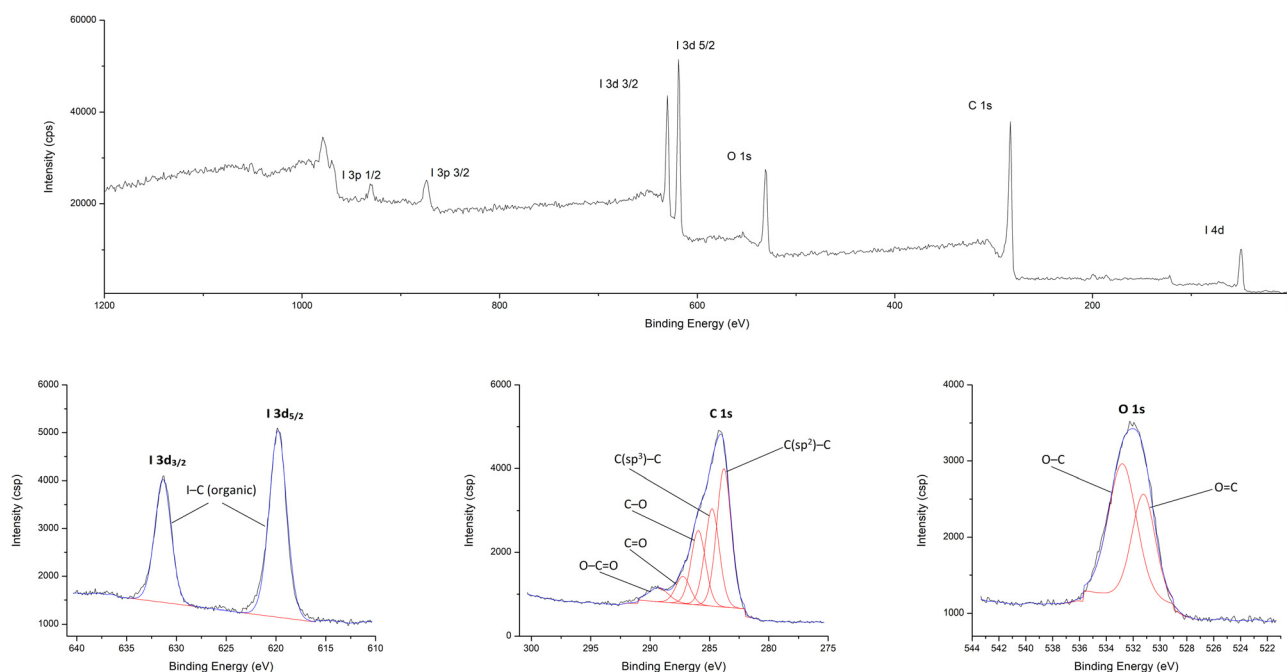 60000
I 3d 5/2
I 3d 3/2
C 1s
40000
Intensity (cps)
O 1s
I 3p 1/2
I 3p 3/2
I 4d
20000
0
1200
1000
800
600
400
200
Binding Energy (eV)
6000
5000
4000
3000
2000
1000
Intensity (csp)
I 3d5/2
I 3d3/2
I–C (organic)
640
635
630
625
620
615
610
Binding Energy (eV)
6000
4000
2000
0
Intensity (csp)
C 1s
C(sp²)–C
C(sp³)–C
C–O
C=O
O–C=O
300
295
290
285
280
275
Binding Energy (eV)
4000
3000
2000
1000
Intensity (csp)
O 1s
O–C
O=C
544
542
540
538
536
534
532
530
528
526
524
522
Binding Energy (eV)